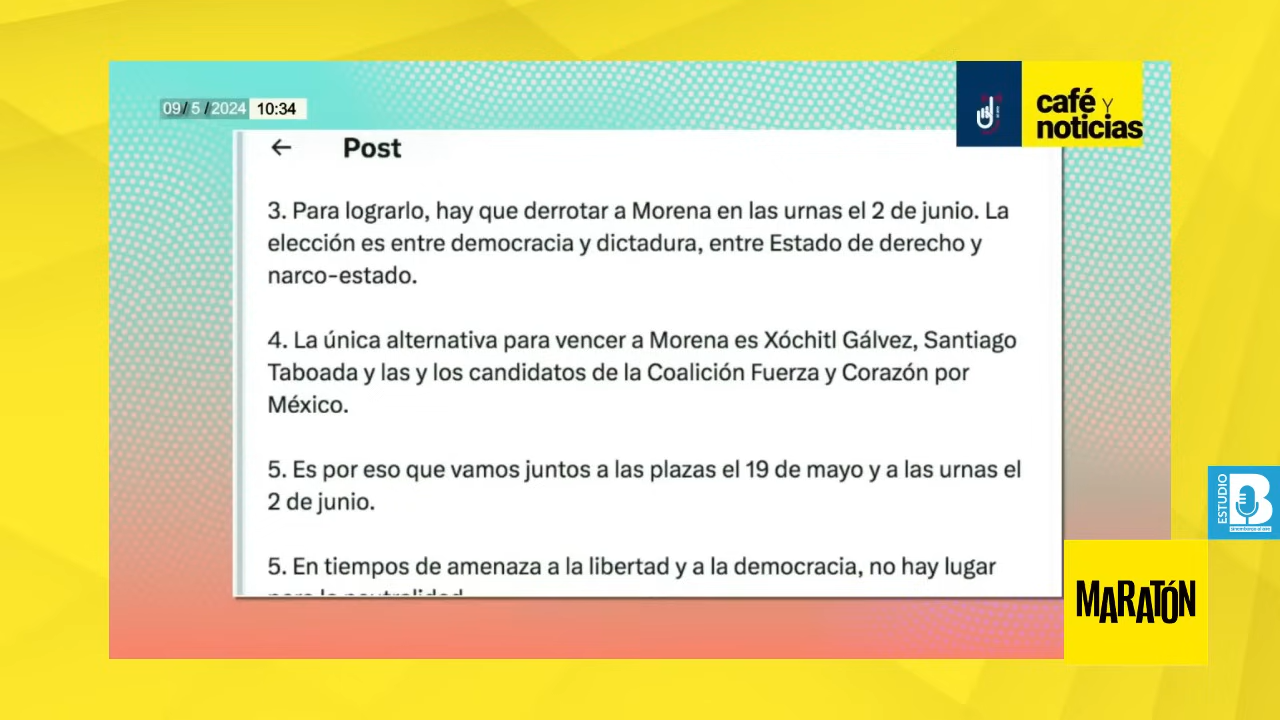 09/ 5 /2024 10:34
café Y
noticias
Post
3. Para lograrlo, hay que derrotar a Morena en las urnas el 2 de junio. La
elección es entre democracia y dictadura, entre Estado de derecho y
narco-estado.
4. La única alternativa para vencer a Morena es Xóchitl Gálvez, Santiago
Taboada y las y los candidatos de la Coalición Fuerza y Corazón por
México.
5. Es por eso que vamos juntos a las plazas el 19 de mayo y a las urnas el
2 de junio.
5. En tiempos de amenaza a la libertad y a la democracia, no hay lugar
para la neutralidad.
ESTUDIO
B
MARATÓN